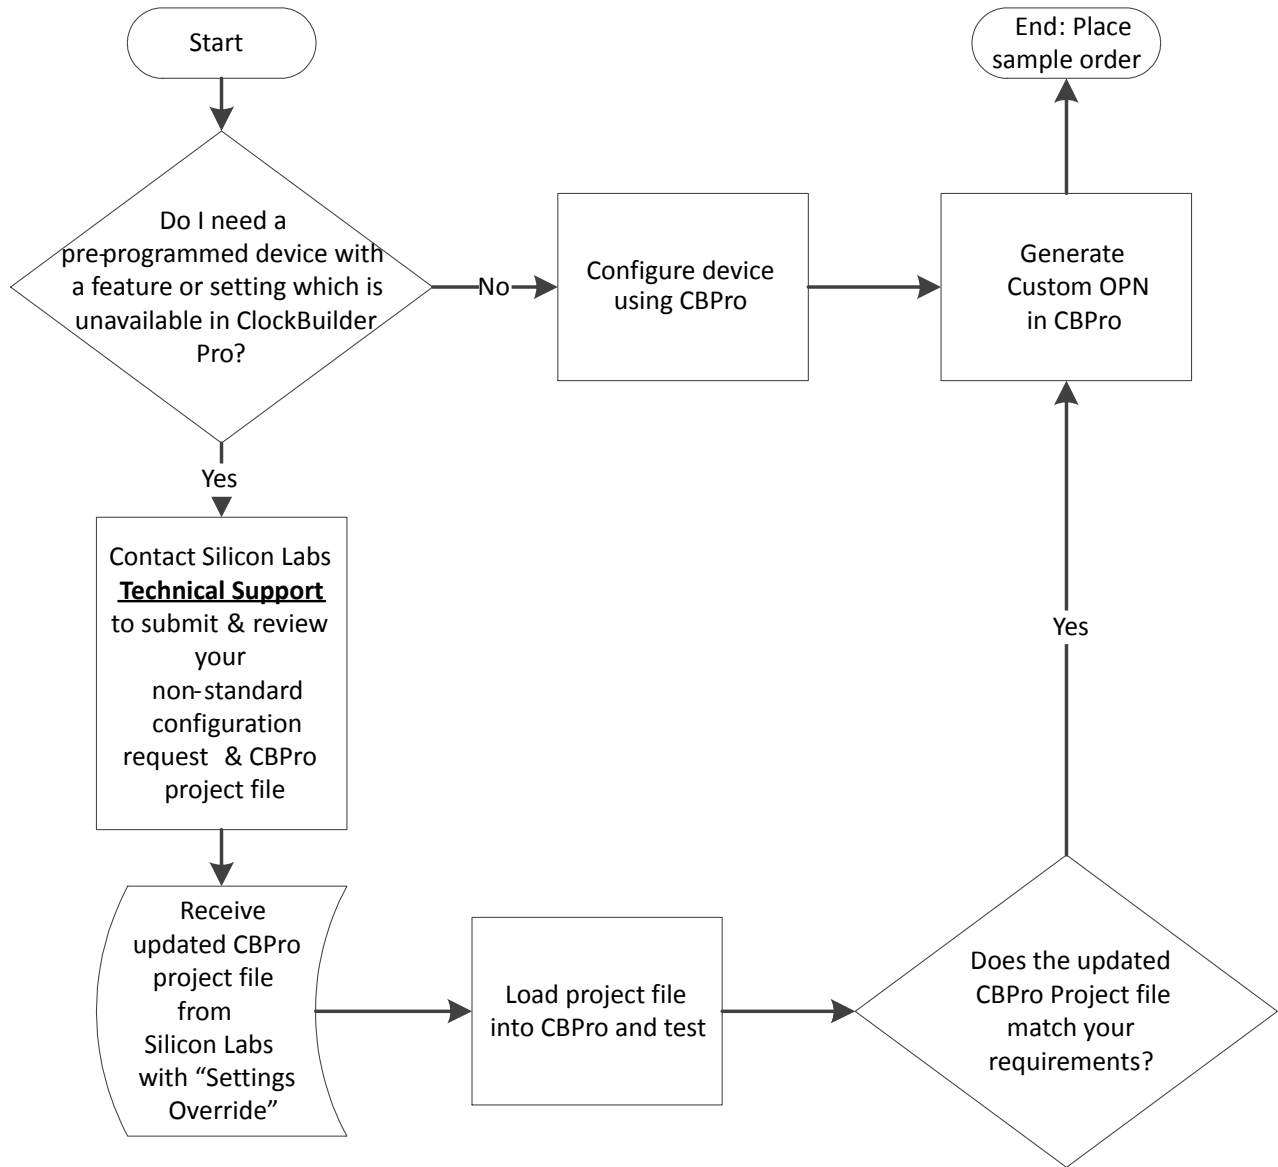 Start
End: Place
sample order
Do I need a
pre-programmed device with
a feature or setting which is
unavailable in ClockBuilder
Pro?
No
Configure device
using CBPro
Generate
Custom OPN
in CBPro
Yes
Contact Silicon Labs
Technical Support
to submit & review
your
non-standard
configuration
request & CBPro
project file
Yes
Receive
updated CBPro
project file
from
Silicon Labs
with “Settings
Override”
Load project file
into CBPro and test
Does the updated
CBPro Project file
match your
requirements?